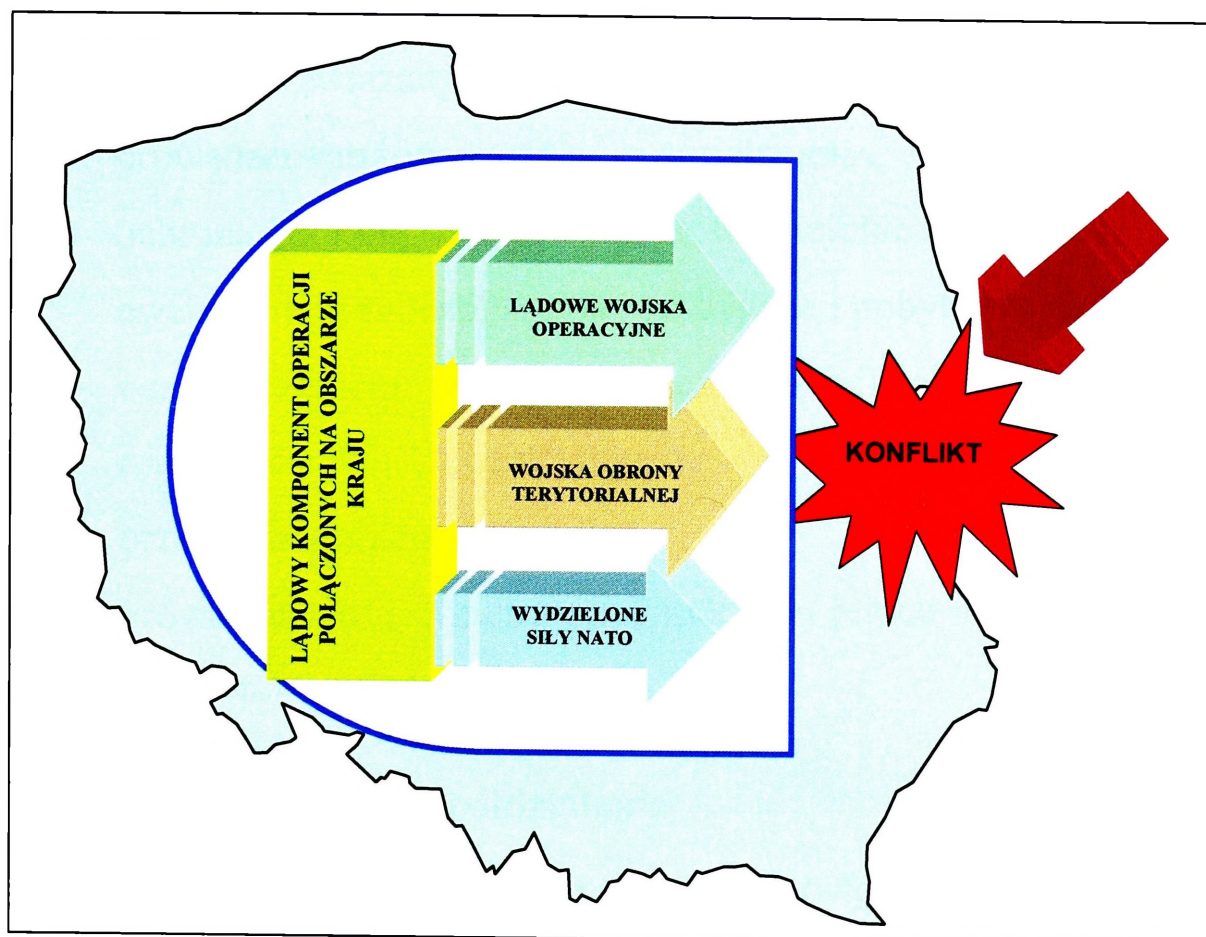 LĄDOWY KOMPONENT OPERACJI
POŁĄCZONYCH NA OBSZARZE
KRAJU
LĄDOWE WOJSKA
OPERACYJNE
WOJSKA OBRONY
TERYTORIALNEJ
WYDZIELONE
SIŁY NATO
KONFLIKT